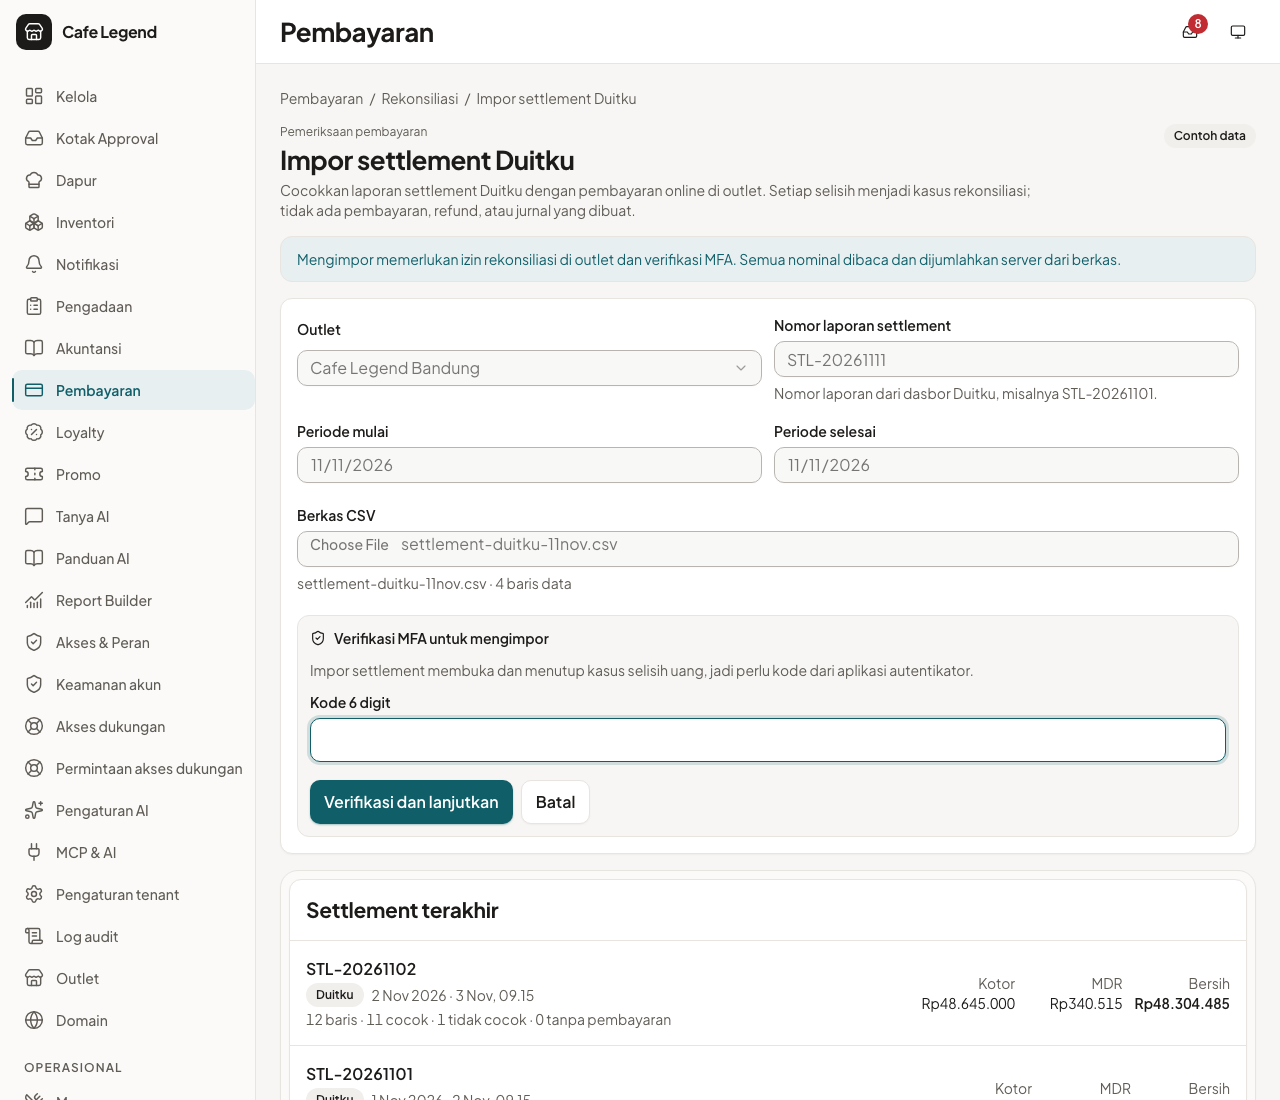 Cafe Legend
Kelola
Kotak Approval
Dapur
Inventori
Notifikasi
Pengadaan
Akuntansi
Pembayaran
Loyalty
Promo
Tanya AI
Panduan AI
Report Builder
Akses & Peran
Keamanan akun
Akses dukungan
Permintaan akses dukungan
Pengaturan AI
MCP & AI
Pengaturan tenant
Log audit
Outlet
Domain
OPERASIONAL
Pembayaran
8
Pembayaran / Rekonsiliasi / Impor settlement Duitku
Pemeriksaan pembayaran
Contoh data
Impor settlement Duitku
Cocokkan laporan settlement Duitku dengan pembayaran online di outlet. Setiap selisih menjadi kasus rekonsiliasi;
tidak ada pembayaran, refund, atau jurnal yang dibuat.
Mengimpor memerlukan izin rekonsiliasi di outlet dan verifikasi MFA. Semua nominal dibaca dan dijumlahkan server dari berkas.
Outlet
Cafe Legend Bandung
Nomor laporan settlement
STL-20261111
Nomor laporan dari dasbor Duitku, misalnya STL-20261101.
Periode mulai
11/11/2026
Periode selesai
11/11/2026
Berkas CSV
Choose File settlement-duitku-11nov.csv
settlement-duitku-11nov.csv · 4 baris data
Verifikasi MFA untuk mengimpor
Impor settlement membuka dan menutup kasus selisih uang, jadi perlu kode dari aplikasi autentikator.
Kode 6 digit
Verifikasi dan lanjutkan
Batal
Settlement terakhir
STL-20261102
Duitku 2 Nov 2026 · 3 Nov, 09.15
12 baris · 11 cocok · 1 tidak cocok · 0 tanpa pembayaran
Kotor MDR Bersih
Rp48.645.000 Rp340.515 Rp48.304.485
STL-20261101
Duitku 1 Nov 2026 · 2 Nov, 09.15
Kotor MDR Bersih